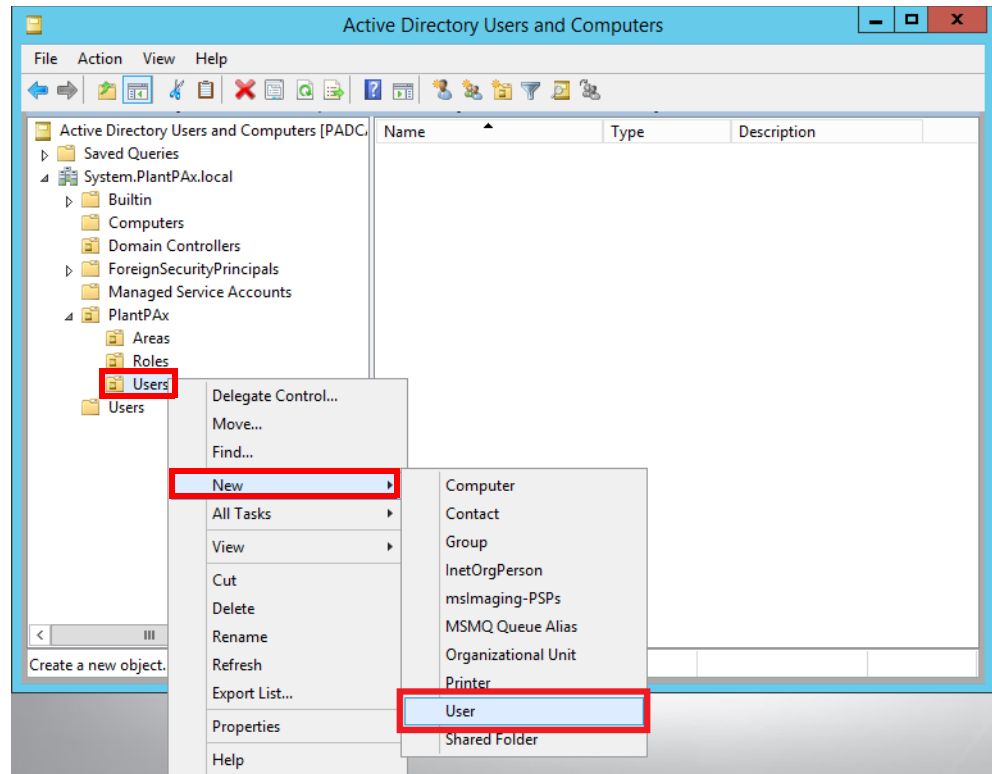 Active Directory Users and Computers
File Action View Help
Active Directory Users and Computers [PADC
Name Type Description
Saved Queries
System.PlantPAx.local
Builtin
Computers
Domain Controllers
ForeignSecurityPrincipals
Managed Service Accounts
PlantPAx
Areas
Roles
Users
Users
Delegate Control...
Move...
Find...
New
All Tasks
View
Cut
Delete
Rename
Refresh
Export List...
Properties
Help
Computer
Contact
Group
InetOrgPerson
msImaging-PSPs
MSMQ Queue Alias
Organizational Unit
Printer
User
Shared Folder
Create a new object.